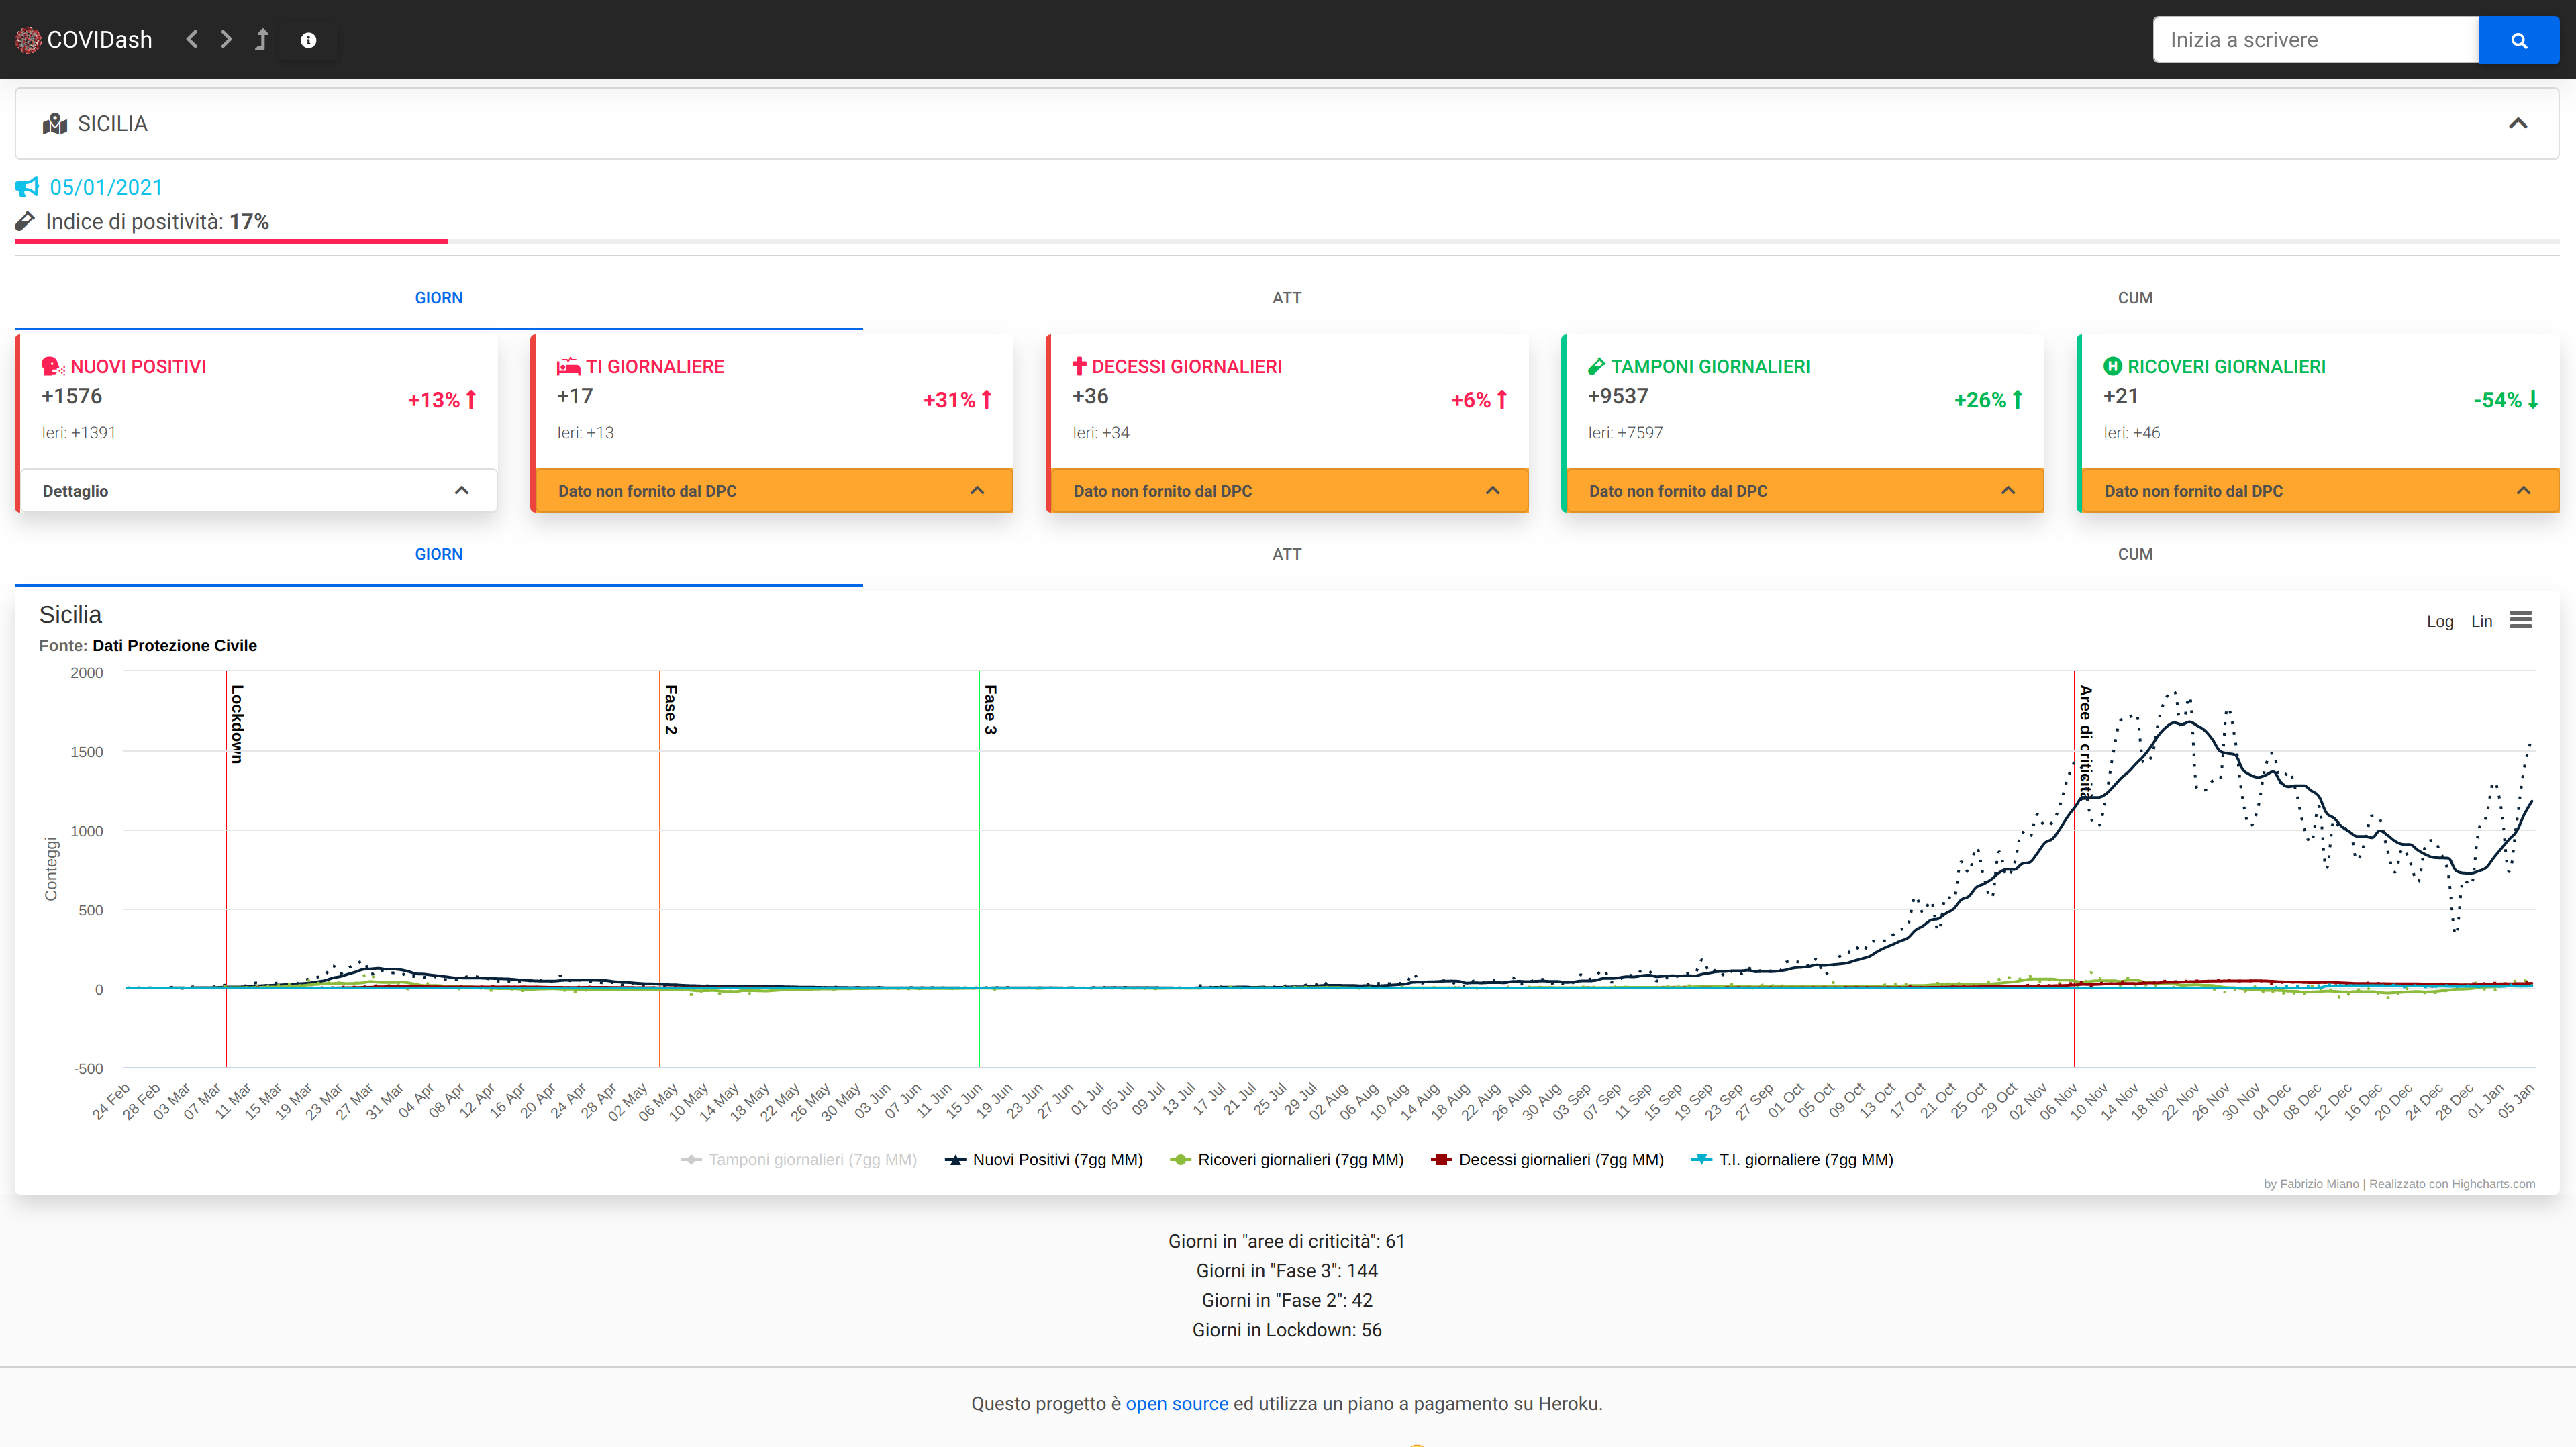 COVIDash
Inizia a scrivere
SICILIA
05/01/2021
Indice di positività: 17%
GIORN ATT CUM
NUOVI POSITIVI
+1576
+13%
Ieri: +1391
Dettaglio
TI GIORNALIERE
+17
+31%
Ieri: +13
Dato non fornito dal DPC
DECESSI GIORNALIERI
+36
+6%
Ieri: +34
Dato non fornito dal DPC
TAMPONI GIORNALIERI
+9537
+26%
Ieri: +7597
Dato non fornito dal DPC
RICOVERI GIORNALIERI
+21
-54%
Ieri: +46
Dato non fornito dal DPC
GIORN ATT CUM
Sicilia
Log Lin
Fonte: Dati Protezione Civile
Conteggi
2000
1500
1000
500
0
-500
Lockdown
Fase 2
Fase 3
Aree di criticità
24 Feb 28 Feb 03 Mar 07 Mar 11 Mar 15 Mar 19 Mar 23 Mar 27 Mar 31 Mar 04 Apr 08 Apr 12 Apr 16 Apr 20 Apr 24 Apr 28 Apr 02 May 06 May 10 May 14 May 18 May 22 May 26 May 30 May 03 Jun 07 Jun 11 Jun 15 Jun 19 Jun 23 Jun 27 Jun 01 Jul 05 Jul 09 Jul 13 Jul 17 Jul 21 Jul 25 Jul 29 Jul 02 Aug 06 Aug 10 Aug 14 Aug 18 Aug 22 Aug 26 Aug 30 Aug 03 Sep 07 Sep 11 Sep 15 Sep 19 Sep 23 Sep 27 Sep 01 Oct 05 Oct 09 Oct 13 Oct 17 Oct 21 Oct 25 Oct 29 Oct 02 Nov 06 Nov 10 Nov 14 Nov 18 Nov 22 Nov 26 Nov 30 Nov 04 Dec 08 Dec 12 Dec 16 Dec 20 Dec 24 Dec 28 Dec 01 Jan 05 Jan
Tamponi giornalieri (7gg MM) Nuovi Positivi (7gg MM) Ricoveri giornalieri (7gg MM) Decessi giornalieri (7gg MM) T.I. giornaliere (7gg MM)
by Fabrizio Miano | Realizzato con Highcharts.com
Giorni in "aree di criticità": 61
Giorni in "Fase 3": 144
Giorni in "Fase 2": 42
Giorni in Lockdown: 56
Questo progetto è open source ed utilizza un piano a pagamento su Heroku.